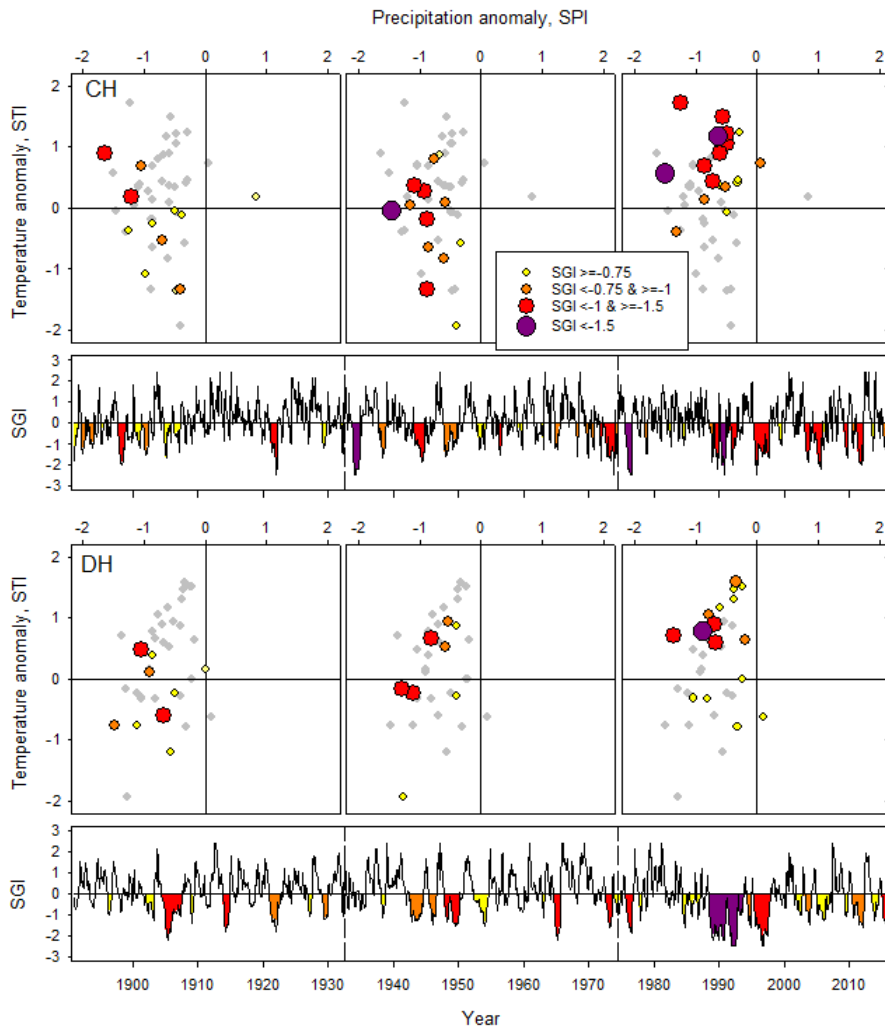 Precipitation anomaly, SPI
-2 -1 0 1 2 -2 -1 0 1 2 -2 -1 0 1 2
Temperature anomaly, STI
2
1
0
-1
-2
CH
SGI >=-0.75
SGI <-0.75 & >=-1
SGI <-1 & >=-1.5
SGI <-1.5
SGI
3
2
1
0
-1
-2
-3
-2 -1 0 1 2 -2 -1 0 1 2 -2 -1 0 1 2
Temperature anomaly, STI
2
1
0
-1
-2
DH
SGI
3
2
1
0
-1
-2
-3
1900 1910 1920 1930 1940 1950 1960 1970 1980 1990 2000 2010
Year